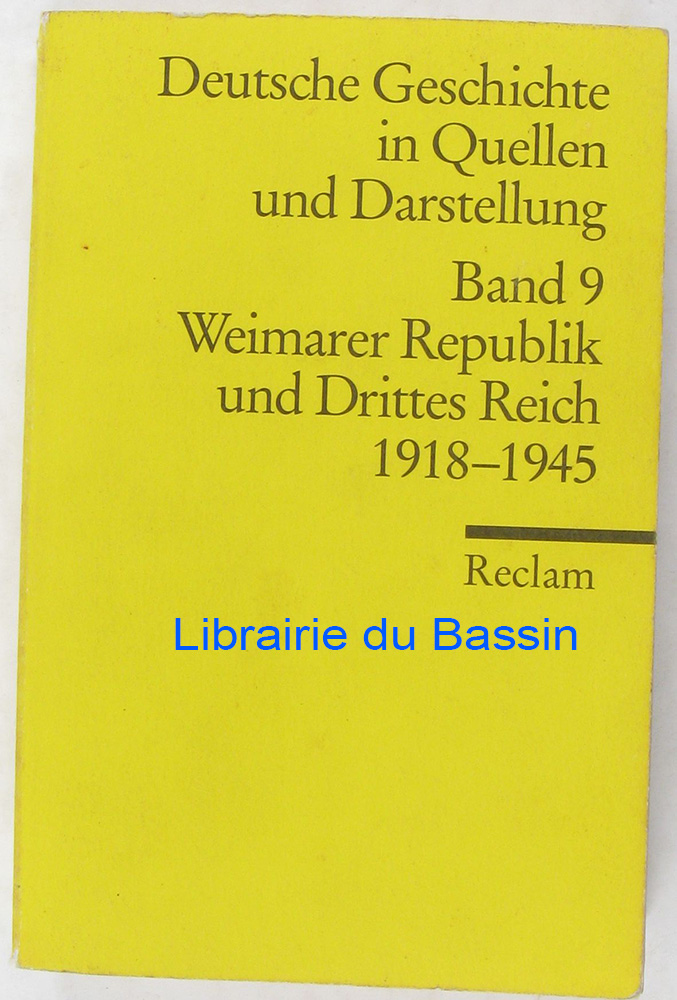 Deutsche Geschichte
in Quellen
und Darstellung
Band 9
Weimarer Republik
und Drittes Reich
1918–1945
Reclam
Librairie du Bassin